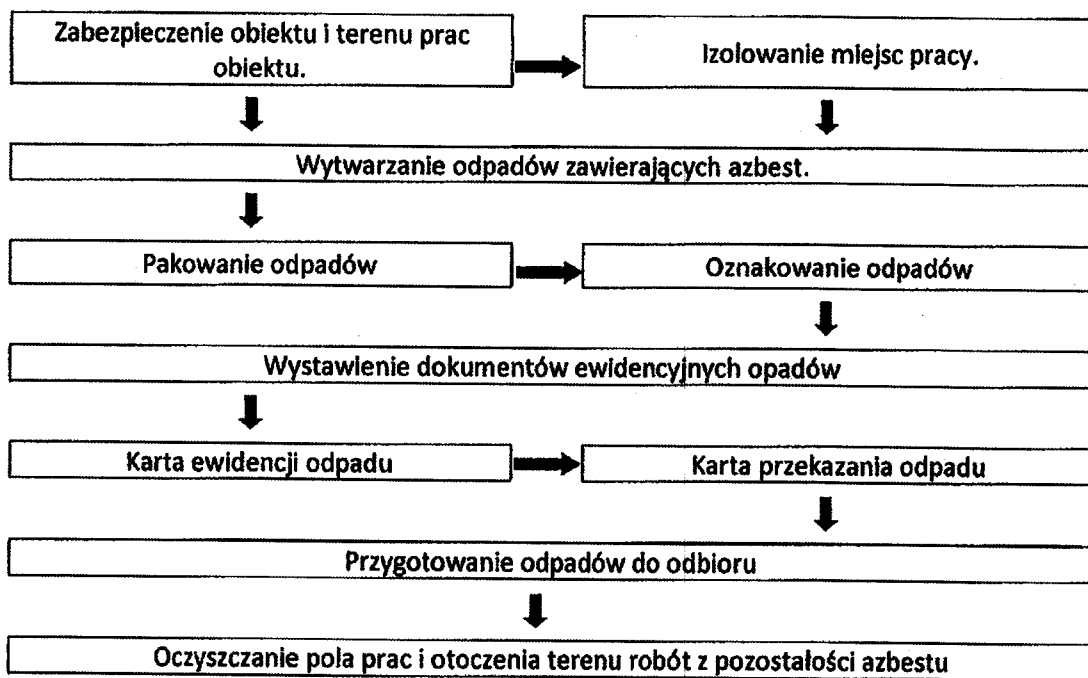 Zabezpieczenie obiektu i terenu prac
obiektu.
Izolowanie miejsc pracy.
Wytwarzanie odpadów zawierających azbest.
Pakowanie odpadów
Oznakowanie odpadów
Wystawienie dokumentów ewidencyjnych opadów
Karta ewidencji odpadu
Karta przekazania odpadu
Przygotowanie odpadów do odbioru
Oczyszczanie pola prac i otoczenia terenu robót z pozostałości azbestu